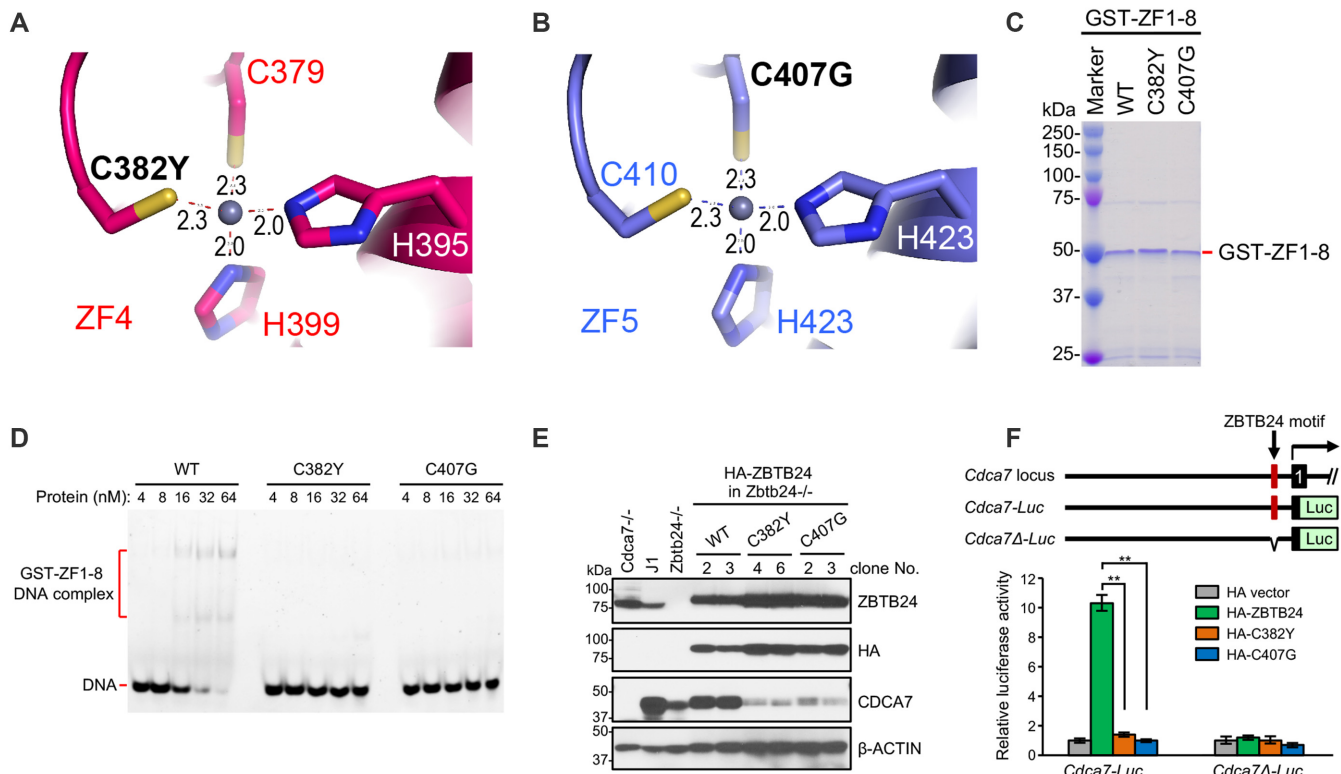 A
C379
C382Y
2.3
2.3
2.0
2.0
H395
ZF4
H399
B
C407G
C410
2.3
2.3
2.0
2.0
H423
ZF5
H423
C
GST-ZF1-8
Marker
WT
C382Y
C407G
kDa
250-
150-
100-
75-
50-
GST-ZF1-8
37-
25-
D
WT C382Y C407G
Protein (nM): 4 8 16 32 64 4 8 16 32 64 4 8 16 32 64
GST-ZF1-8
DNA complex
DNA
E
HA-ZBTB24
in Zbtb24-/-
Cdca7-/-
J1
Zbtb24-/-
WT C382Y C407G
kDa 2 3 4 6 2 3 clone No.
100-
75-
ZBTB24
100-
75-
HA
50-
37-
CDCA7
50-
37-
β-ACTIN
F
ZBTB24 motif
Cdca7 locus
1
Cdca7-Luc
Luc
Cdca7Δ-Luc
Luc
Relative luciferase activity
12
10
8
6
4
2
0
**
**
HA vector
HA-ZBTB24
HA-C382Y
HA-C407G
Cdca7-Luc Cdca7Δ-Luc